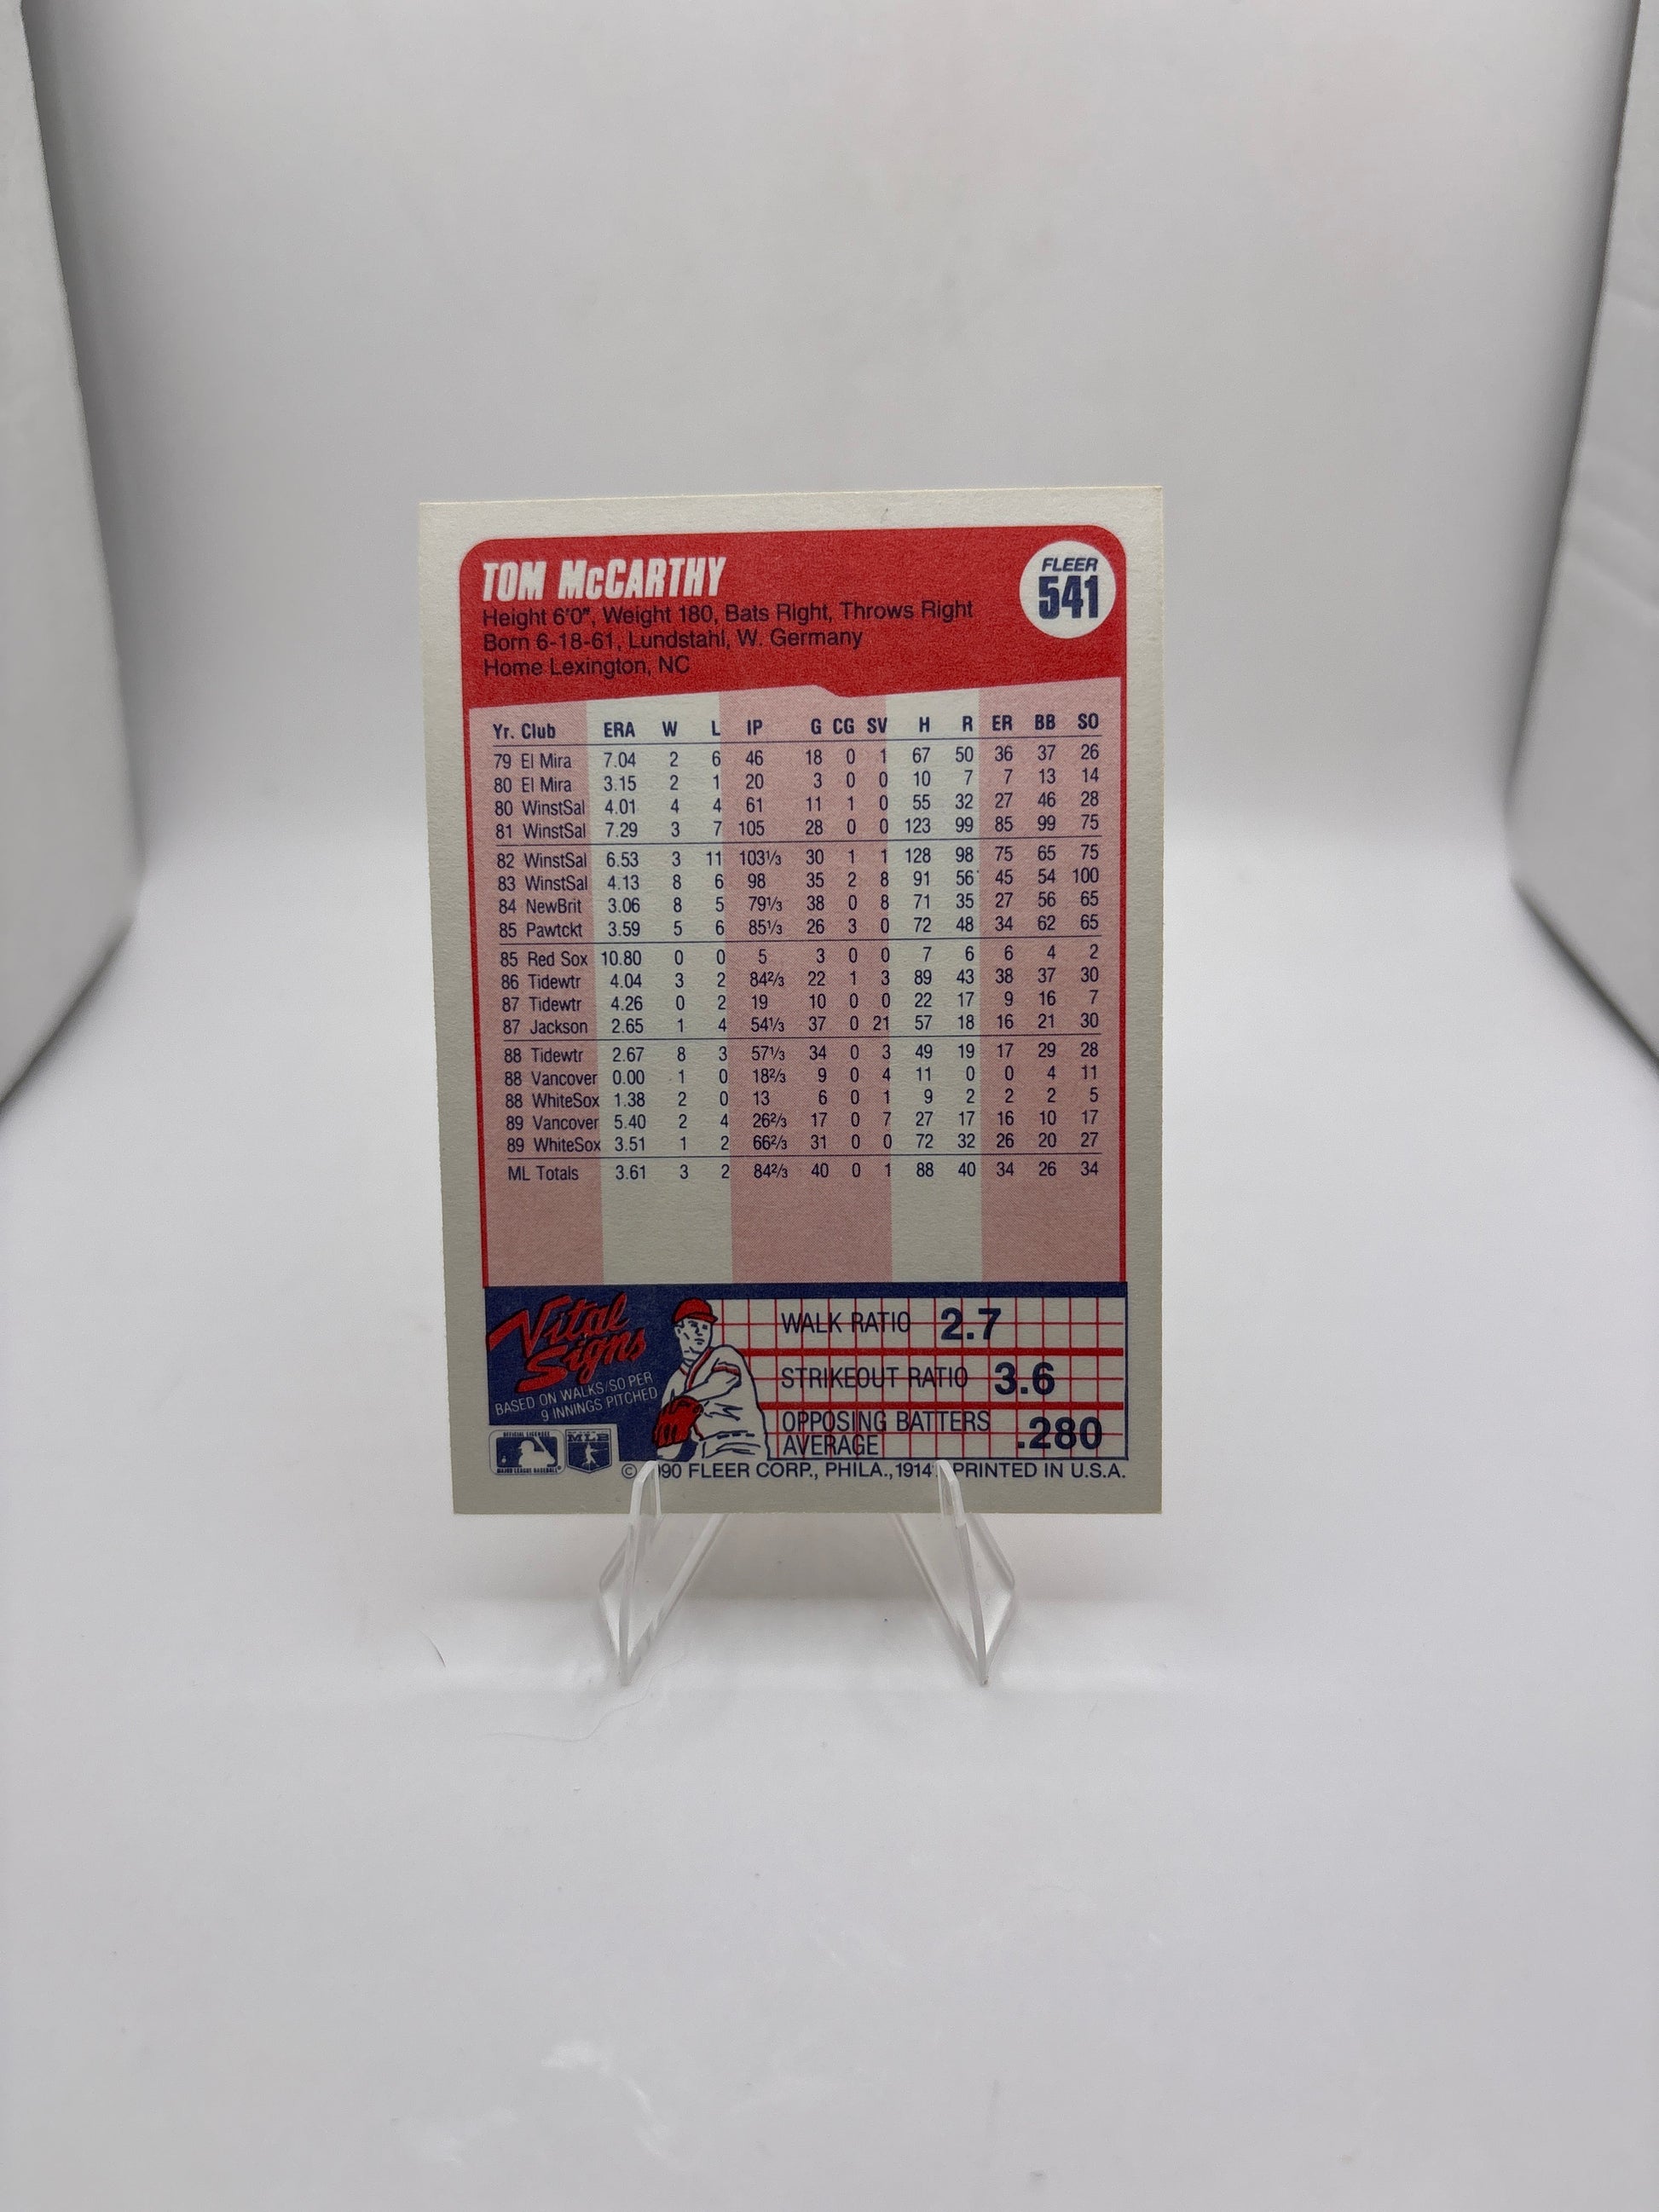 TOM McCARTHY
FLEER
541
Height 6'0", Weight 180, Bats Right, Throws Right
Born 6-18-61, Lundstahl, W. Germany
Home Lexington, NC
Yr. Club ERA W L IP G CG SV H R ER BB SO
79 El Mira 7.04 2 6 46 18 0 1 67 50 36 37 26
80 El Mira 3.15 2 1 20 3 0 0 10 7 7 13 14
80 WinstSal 4.01 4 4 61 11 1 0 55 32 27 46 28
81 WinstSal 7.29 3 7 105 28 0 0 123 99 85 99 75
82 WinstSal 6.53 3 11 103⅓ 30 1 1 128 98 75 65 75
83 WinstSal 4.13 8 6 98 35 2 8 91 56 45 54 100
84 NewBrit 3.06 8 5 79⅓ 38 0 8 71 35 27 56 65
85 Pawtckt 3.59 5 6 85⅓ 26 3 0 72 48 34 62 65
85 Red Sox 10.80 0 0 5 3 0 0 7 6 6 4 2
86 Tidewtr 4.04 3 2 84⅔ 22 1 3 89 43 38 37 30
87 Tidewtr 4.26 0 2 19 10 0 0 22 17 9 16 7
87 Jackson 2.65 1 4 54⅓ 37 0 21 57 18 16 21 30
88 Tidewtr 2.67 8 3 57⅓ 34 0 3 49 19 17 29 28
88 Vancover 0.00 1 0 18⅔ 9 0 4 11 0 0 4 11
88 WhiteSox 1.38 2 0 13 6 0 1 9 2 2 2 5
89 Vancover 5.40 2 4 26⅔ 17 0 7 27 17 16 10 17
89 WhiteSox 3.51 1 2 66⅔ 31 0 0 72 32 26 20 27
ML Totals 3.61 3 2 84⅔ 40 0 1 88 40 34 26 34
Vital
Signs
BASED ON WALKS/SO PER
9 INNINGS PITCHED
WALK RATIO 2.7
STRIKEOUT RATIO 3.6
OPPOSING BATTERS
AVERAGE .280
OFFICIAL LICENSEE
MAJOR LEAGUE BASEBALL
MLB
© 990 FLEER CORP., PHILA., 1914 PRINTED IN U.S.A.